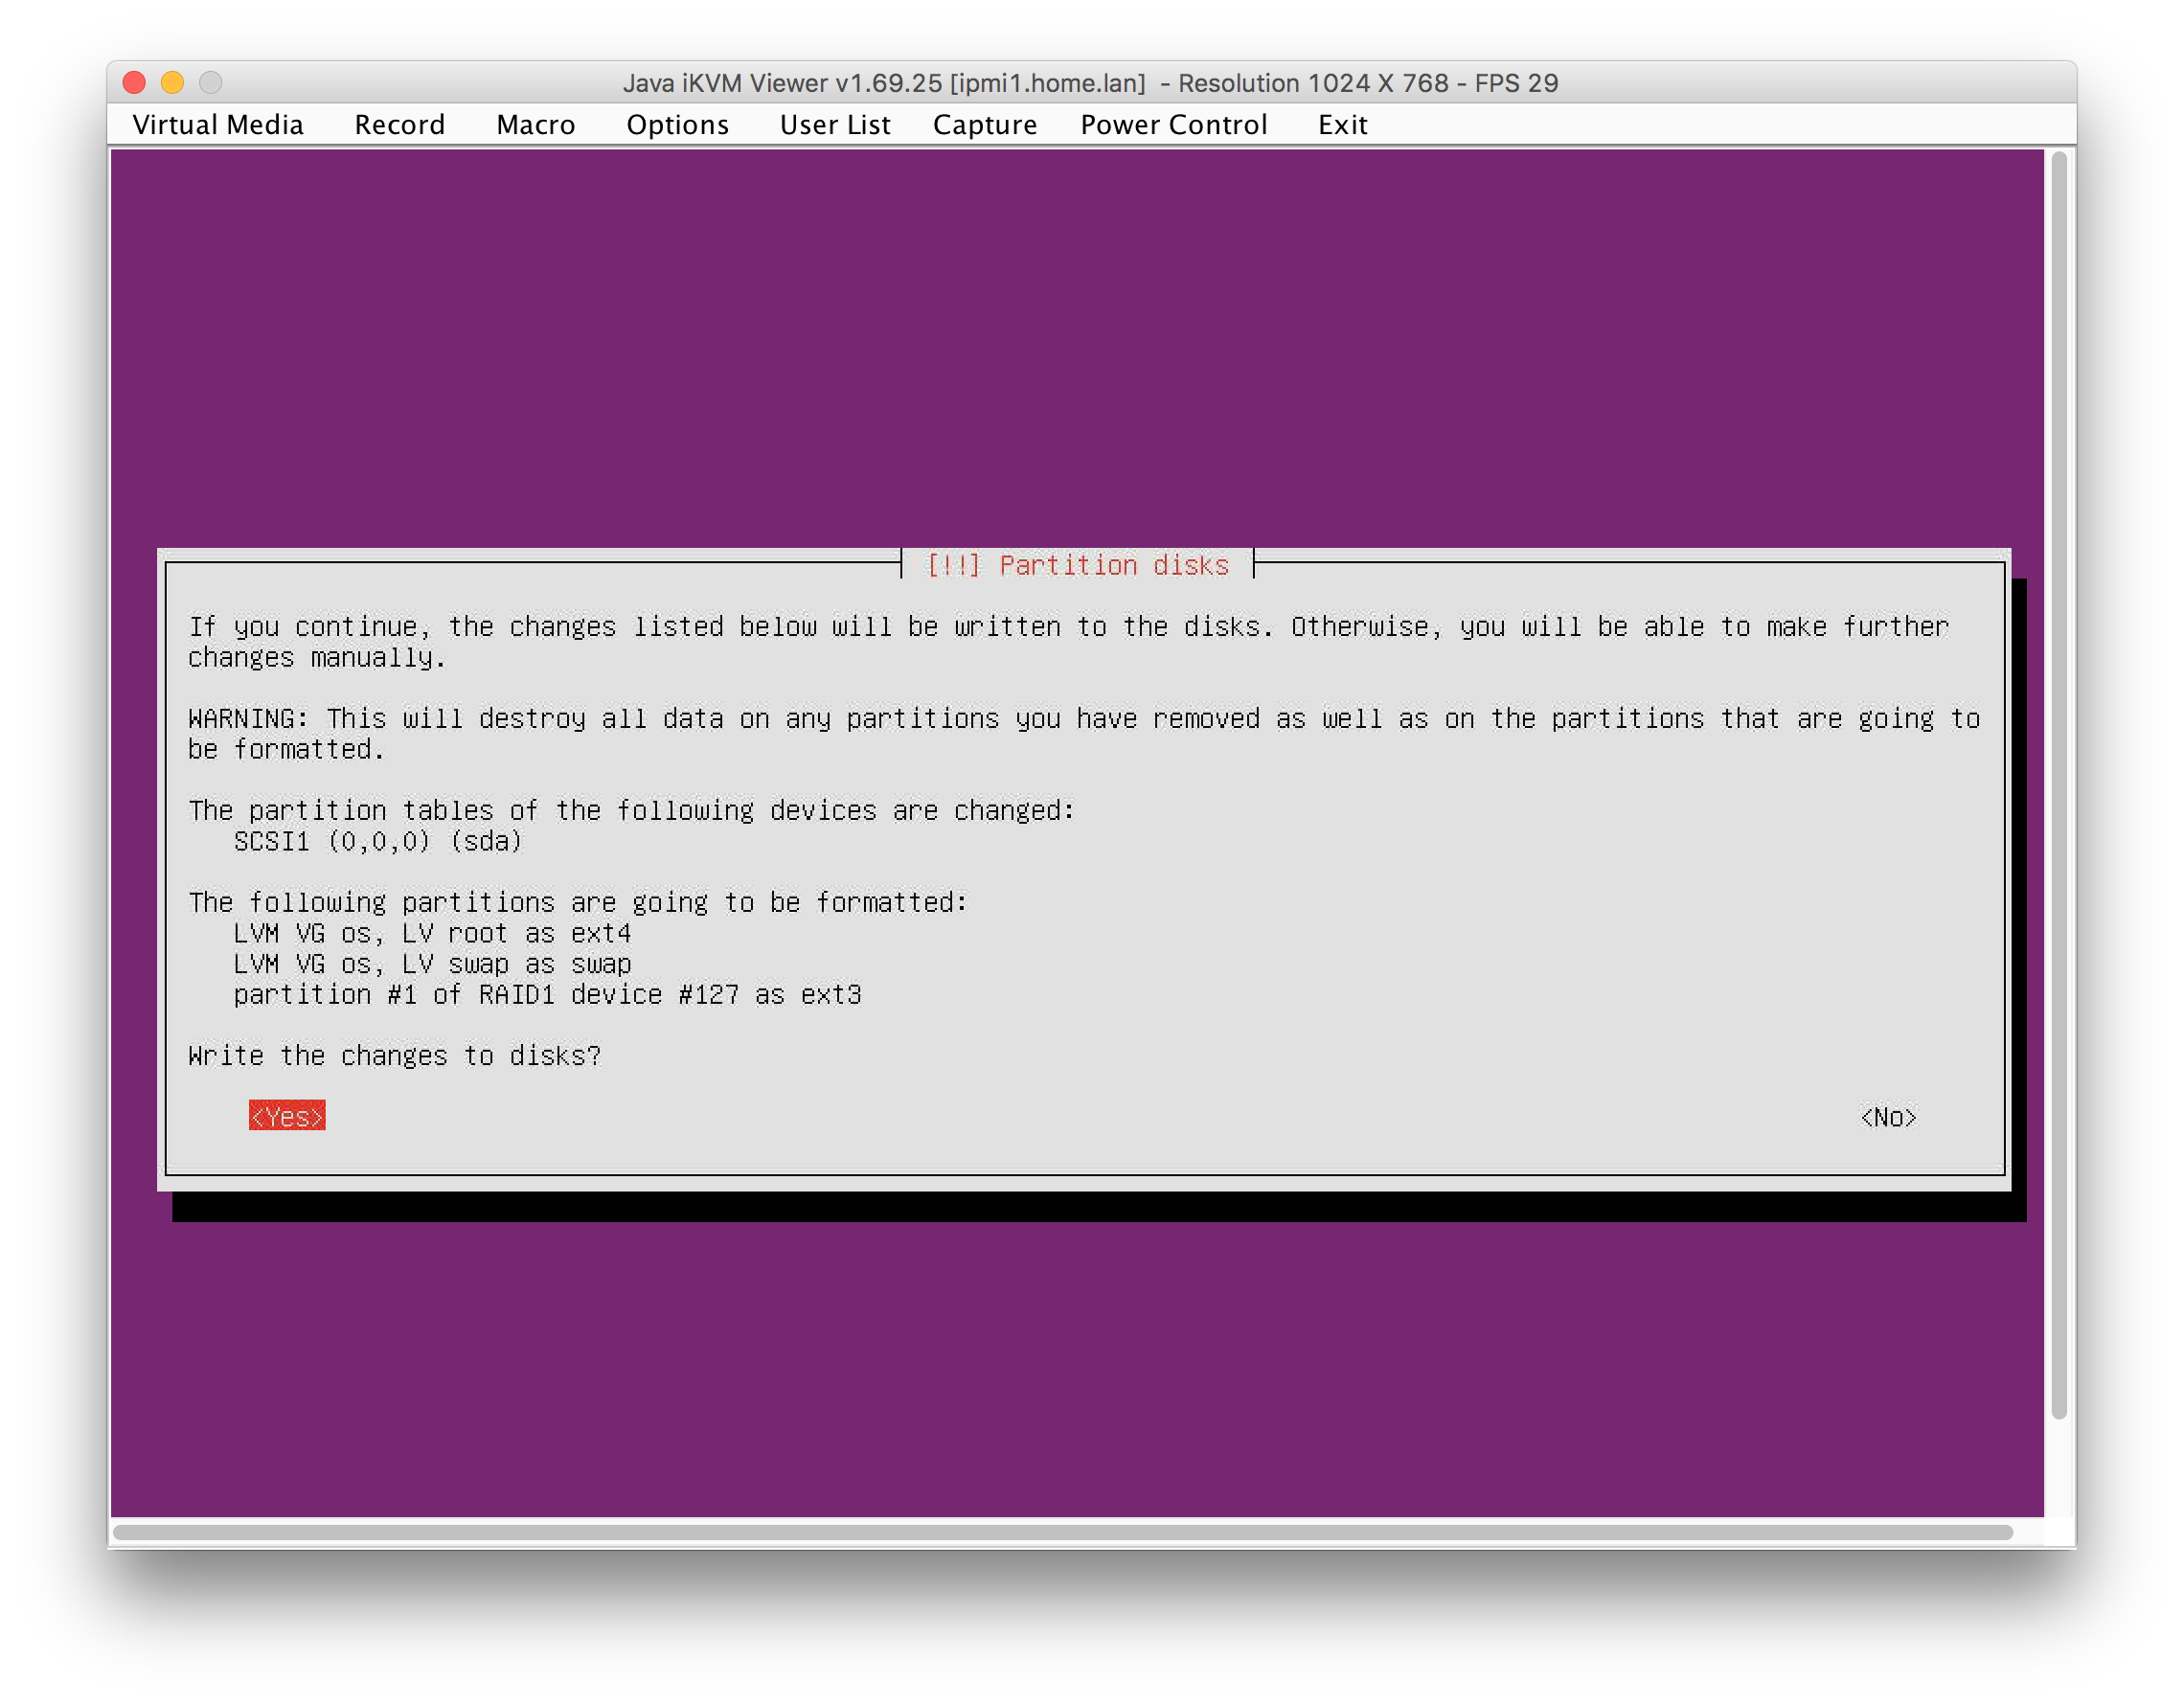 Java iKVM Viewer v1.69.25 [ipmi1.home.lan]  - Resolution 1024 X 768 - FPS 29
Virtual Media Record Macro Options User List Capture Power Control Exit
[!!] Partition disks
If you continue, the changes listed below will be written to the disks. Otherwise, you will be able to make further
changes manually.
WARNING: This will destroy all data on any partitions you have removed as well as on the partitions that are going to
be formatted.
The partition tables of the following devices are changed:
SCSI1 (0,0,0) (sda)
The following partitions are going to be formatted:
LVM VG os, LV root as ext4
LVM VG os, LV swap as swap
partition #1 of RAID1 device #127 as ext3
Write the changes to disks?
<Yes> <No>